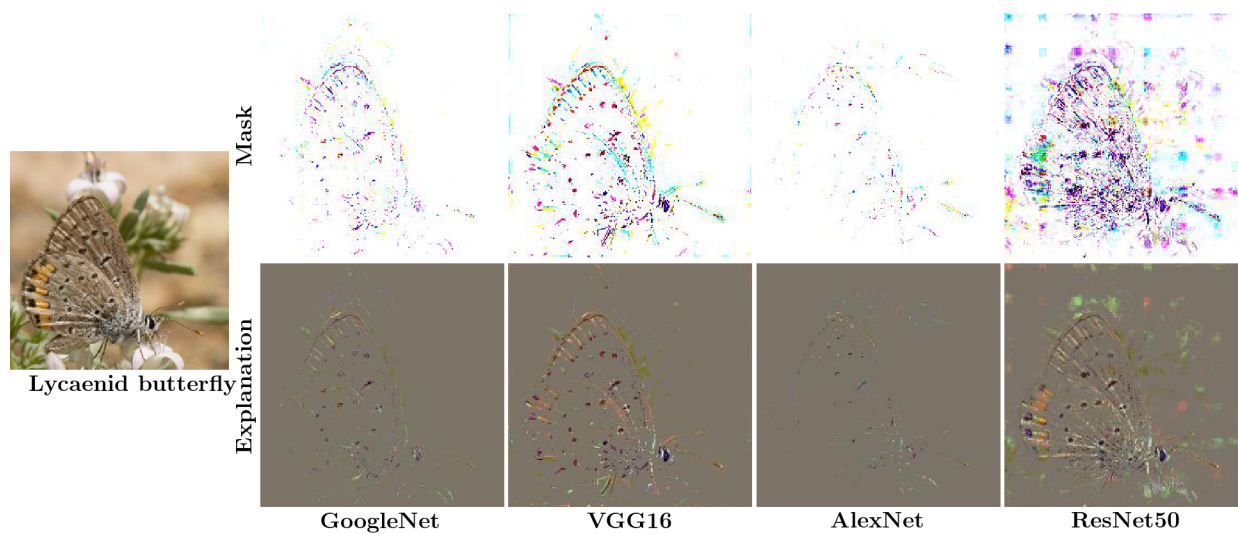 Mask
Lycaenid butterfly
Explanation
GoogleNet
VGG16
AlexNet
ResNet50